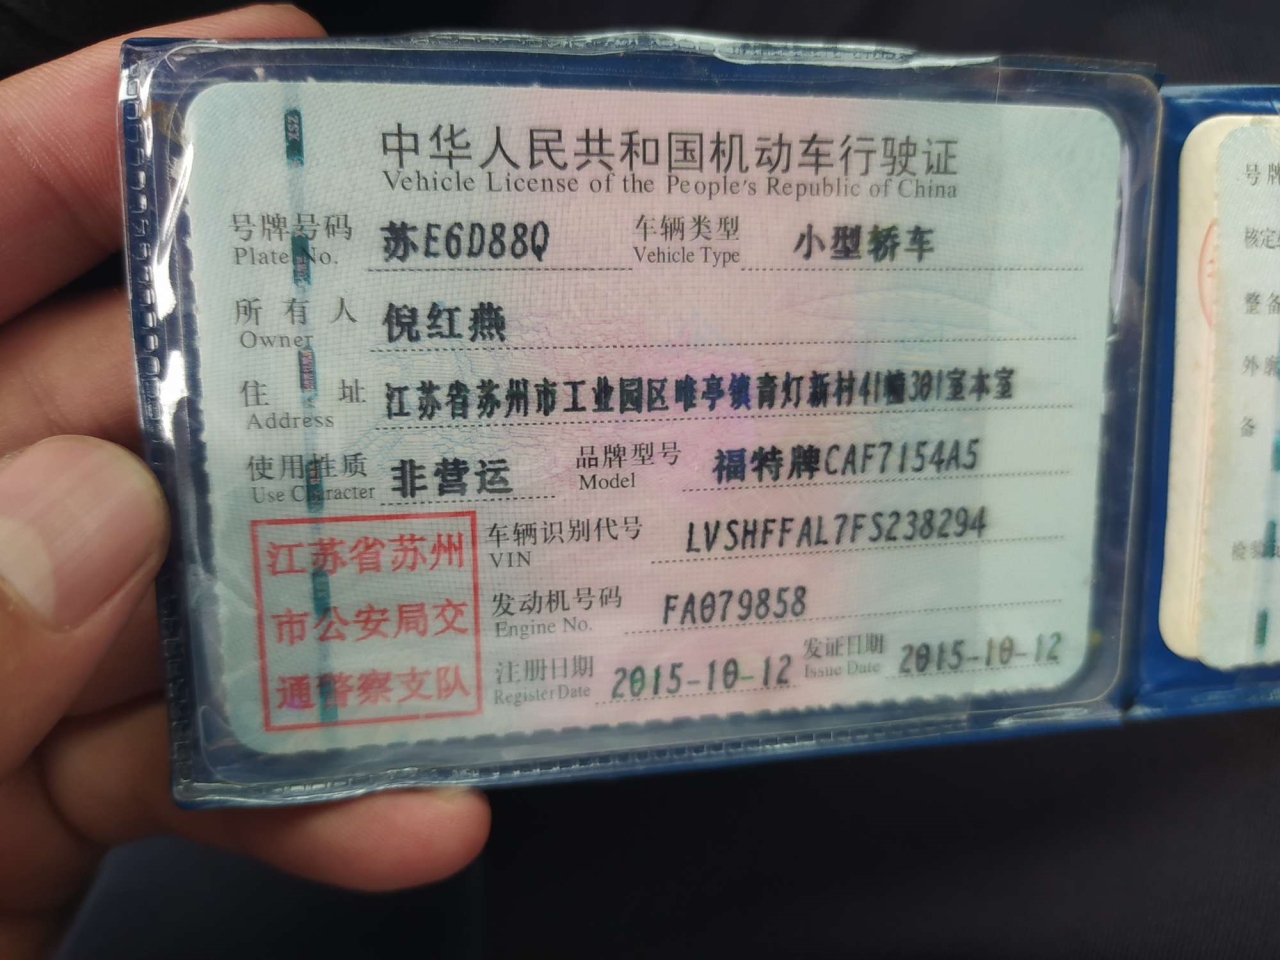 中华人民共和国机动车行驶证
Vehicle License of the People's Republic of China
号牌号码 苏E6D88Q 车辆类型 小型轿车
Plate No. Vehicle Type
所有人 倪红燕
Owner
住址 江苏省苏州市工业园区唯亭镇青灯新村41幢301室本室
Address
使用性质 非营运 品牌型号 福特牌CAF7154A5
Use Character Model
车辆识别代号 LVSHFFAL7FS238294
VIN
发动机号码 FA079858
Engine No.
注册日期 2015-10-12 发证日期 2015-10-12
Register Date Issue Date
江苏省苏州
市公安局交
通警察支队
号牌
核定
整备
外
备